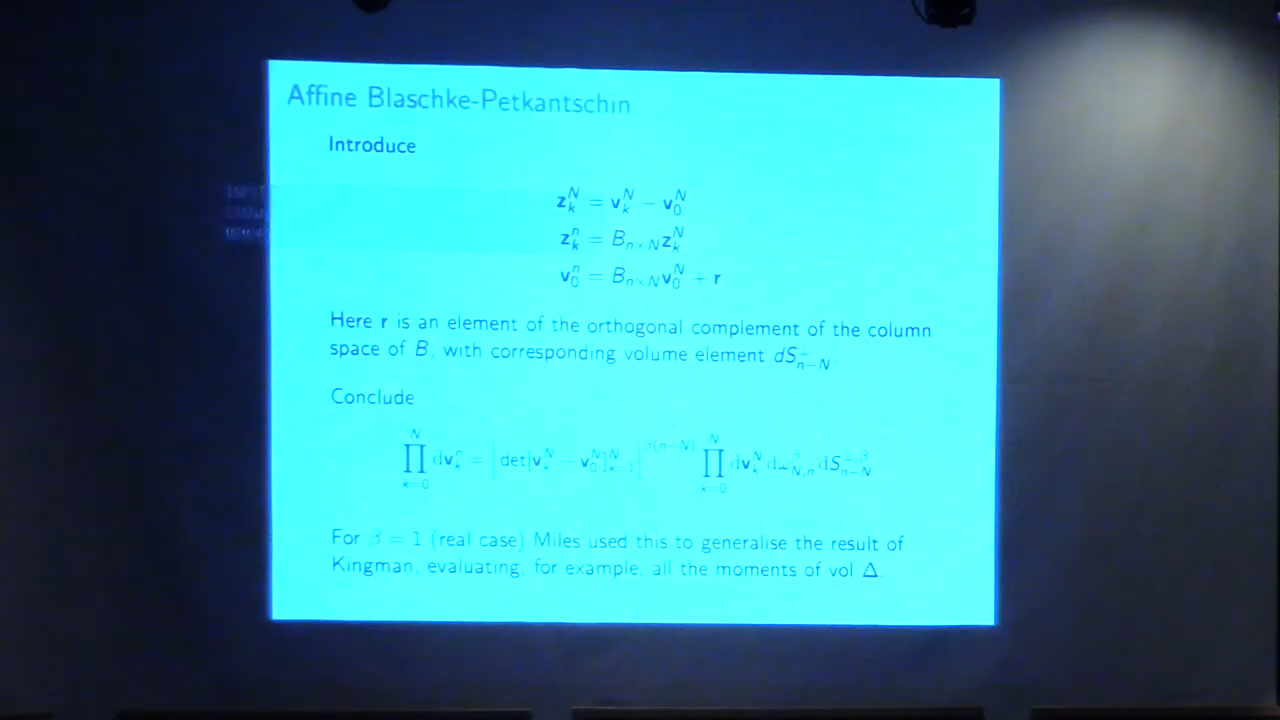 Affine Blaschke-Petkantschin
Introduce
z_k^N = v_k^N − v_0^N
z_k^n = B_{n×N} z_k^N
v_0^n = B_{n×N} v_0^N + r
Here r is an element of the orthogonal complement of the column
space of B, with corresponding volume element dS_{n−N}^⊥.
Conclude
∏_{k=0}^N dv_k^n = |det[v_k^N − v_0^N]_{k=1}^N|^{β(n−N)} ∏_{k=0}^N dv_k^N dω_{N,n}^β dS_{n−N}^{⊥,β}
For β = 1 (real case) Miles used this to generalise the result of
Kingman, evaluating, for example, all the moments of vol Δ.